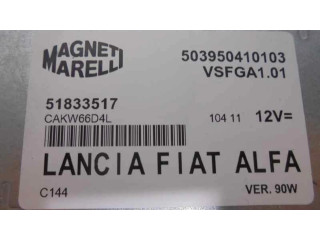 MAGNETI MARELLI
503950410103
VSFGA1.01
51833517
CAKW66D4L
104 11 12V=
LANCIA FIAT ALFA
C144 VER. 90W